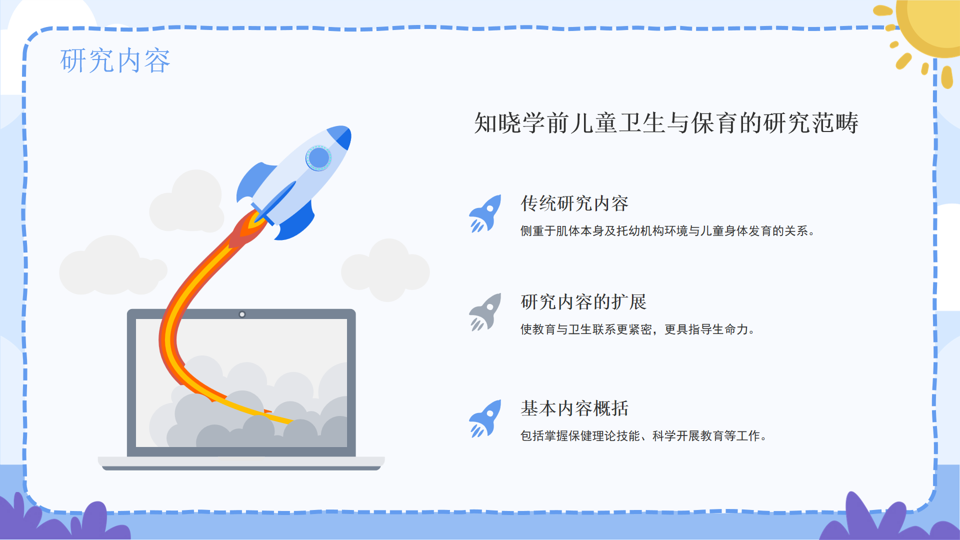 研究内容
知晓学前儿童卫生与保育的研究范畴
传统研究内容
侧重于肌体本身及托幼机构环境与儿童身体发育的关系。
研究内容的扩展
使教育与卫生联系更紧密，更具指导生命力。
基本内容概括
包括掌握保健理论技能、科学开展教育等工作。